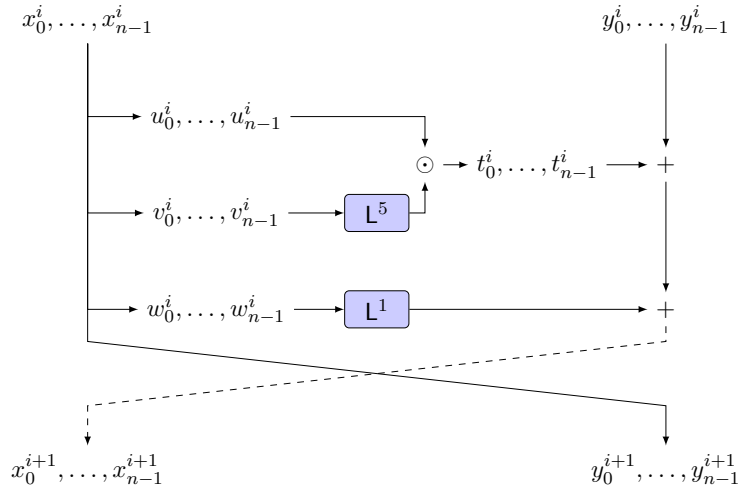 x_0^i, ..., x_{n-1}^i
y_0^i, ..., y_{n-1}^i
u_0^i, ..., u_{n-1}^i
⊙
t_0^i, ..., t_{n-1}^i
+
v_0^i, ..., v_{n-1}^i
L^5
w_0^i, ..., w_{n-1}^i
L^1
+
x_0^{i+1}, ..., x_{n-1}^{i+1}
y_0^{i+1}, ..., y_{n-1}^{i+1}